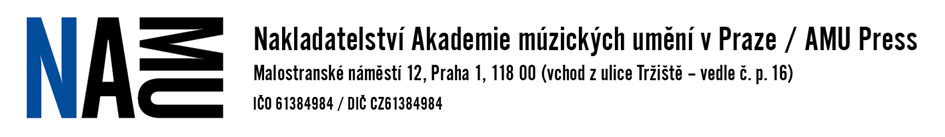 NAMU
Nakladatelství Akademie múzických umění v Praze / AMU Press
Malostranské náměstí 12, Praha 1, 118 00 (vchod z ulice Tržiště – vedle č. p. 16)
IČO 61384984 / DIČ CZ61384984